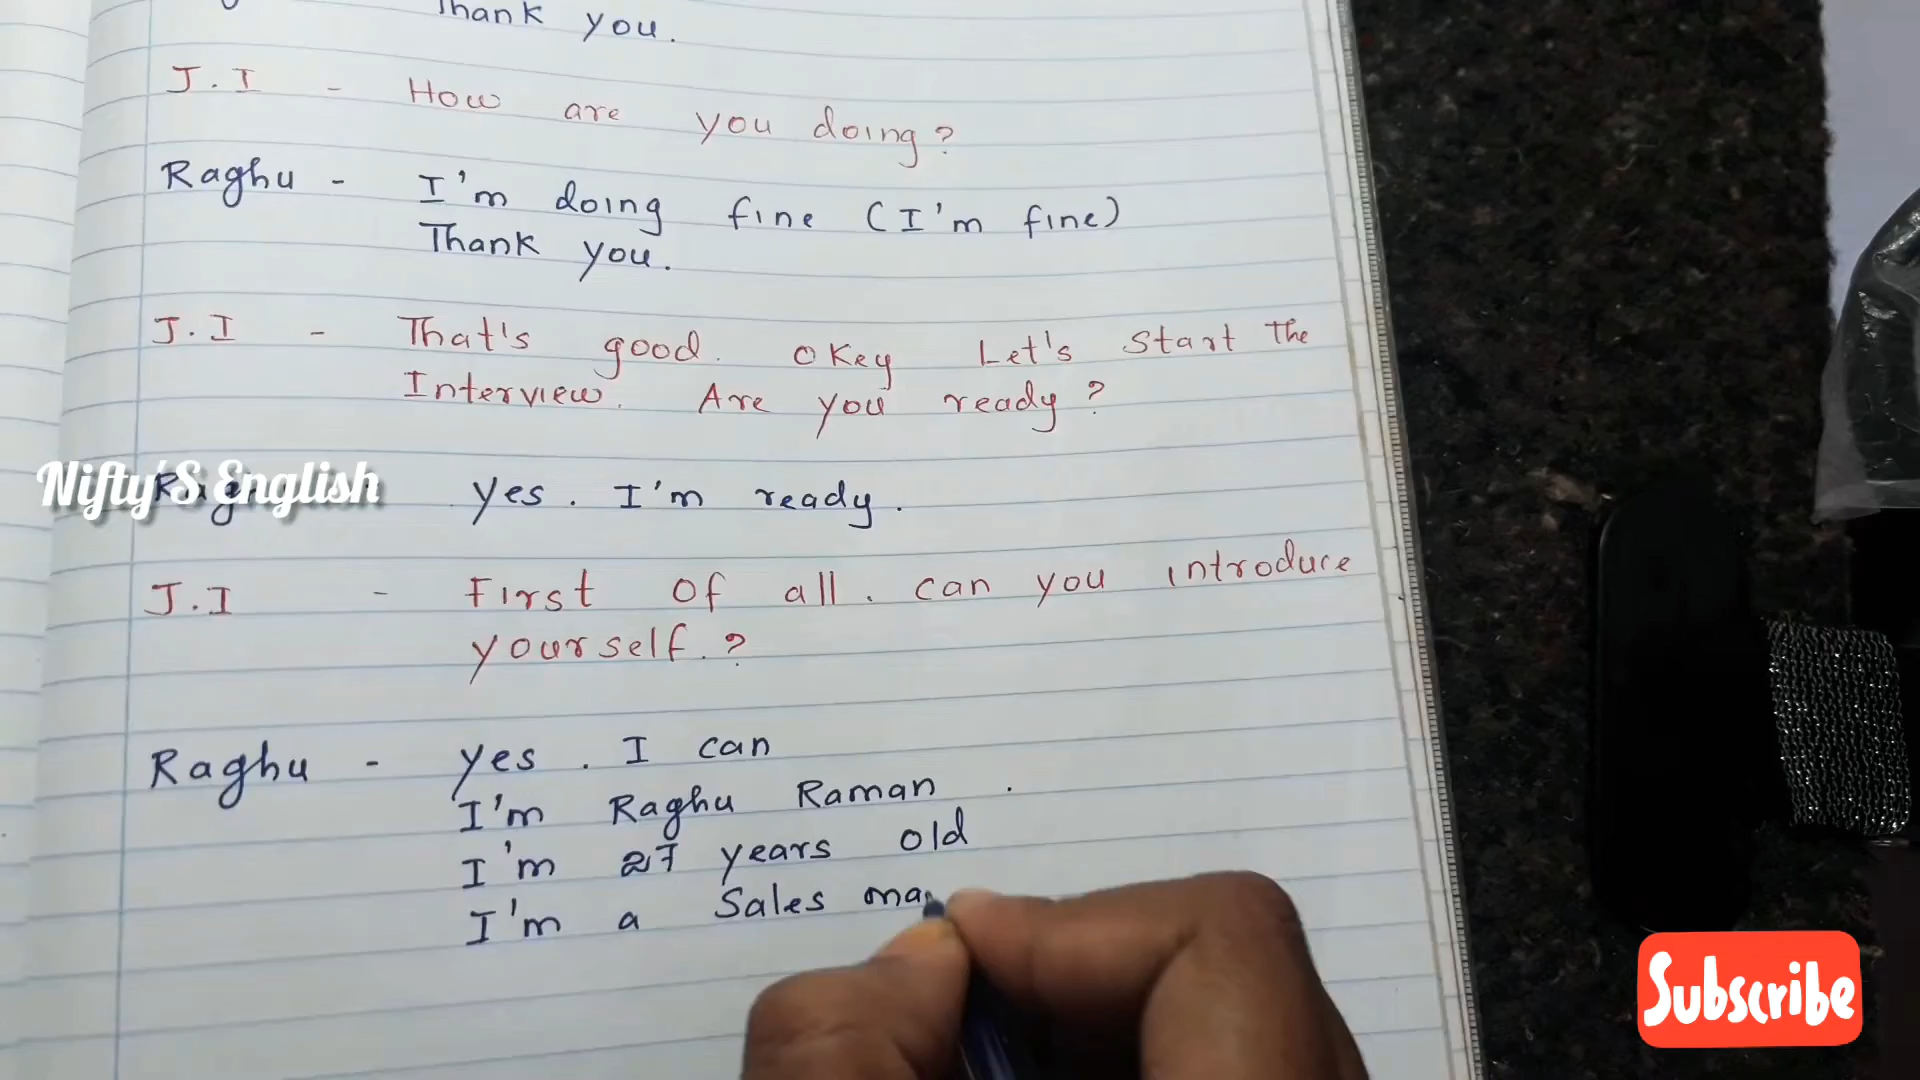 Thank you.
J.I - How are you doing?
Raghu - I'm doing fine (I'm fine)
Thank you.
J.I - That's good. Okey Let's start the
Interview. Are you ready?
Nifty'S English
yes. I'm ready.
J.I - First of all. can you introduce
yourself.?
Raghu - yes. I can
I'm Raghu Raman.
I'm 27 years old
I'm a Sales
Subscribe